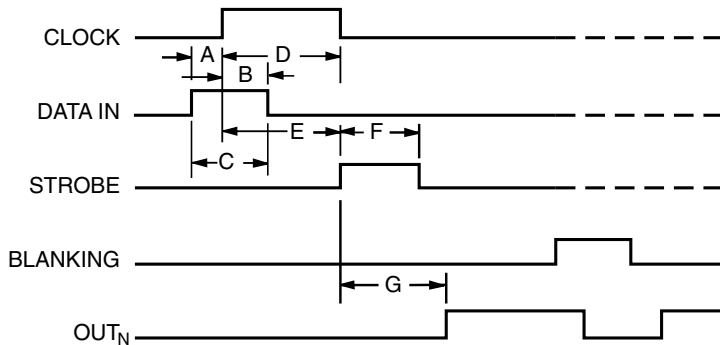 CLOCK
A D
B
DATA IN
E F
C
STROBE
BLANKING
G
OUTN